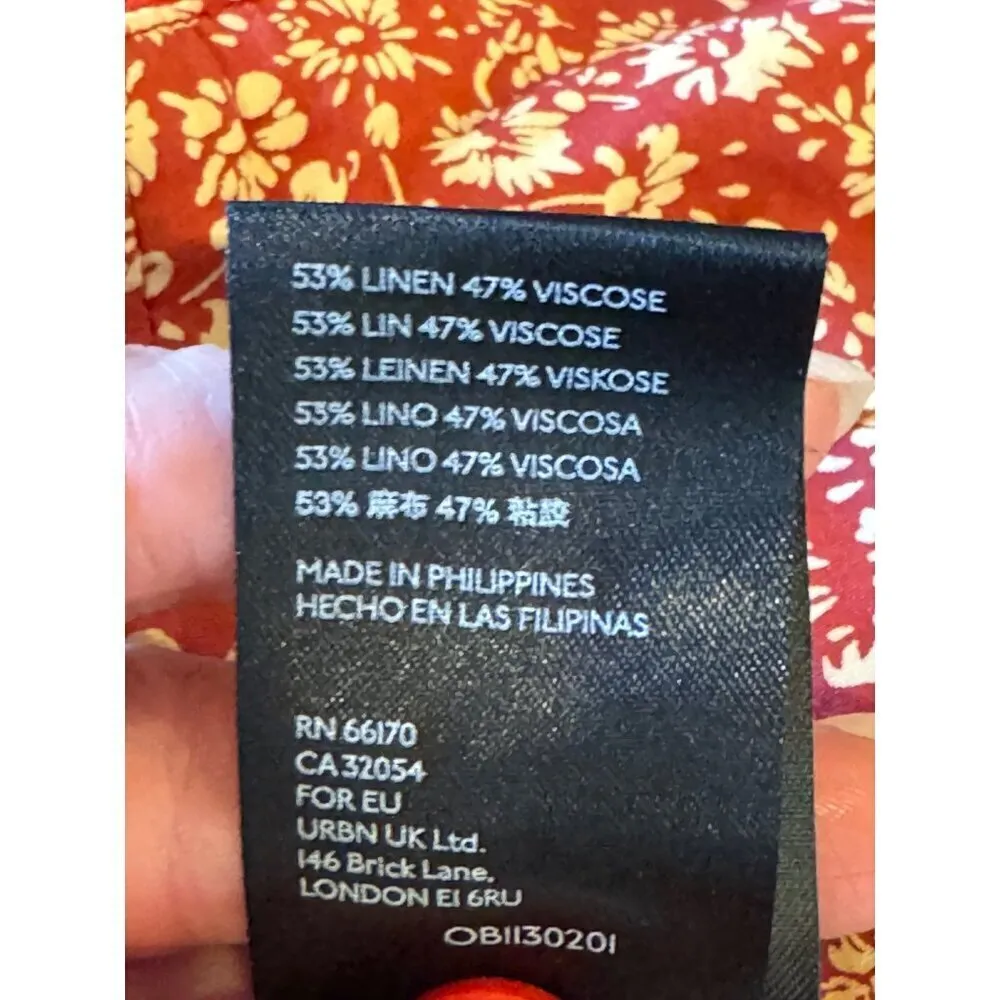 53% LINEN 47% VISCOSE
53% LIN 47% VISCOSE
53% LEINEN 47% VISKOSE
53% LINO 47% VISCOSA
53% LINO 47% VISCOSA
53% 麻布 47% 粘胶
MADE IN PHILIPPINES
HECHO EN LAS FILIPINAS
RN 66170
CA 32054
FOR EU
URBN UK Ltd.
146 Brick Lane,
LONDON E1 6RU
OB1130201